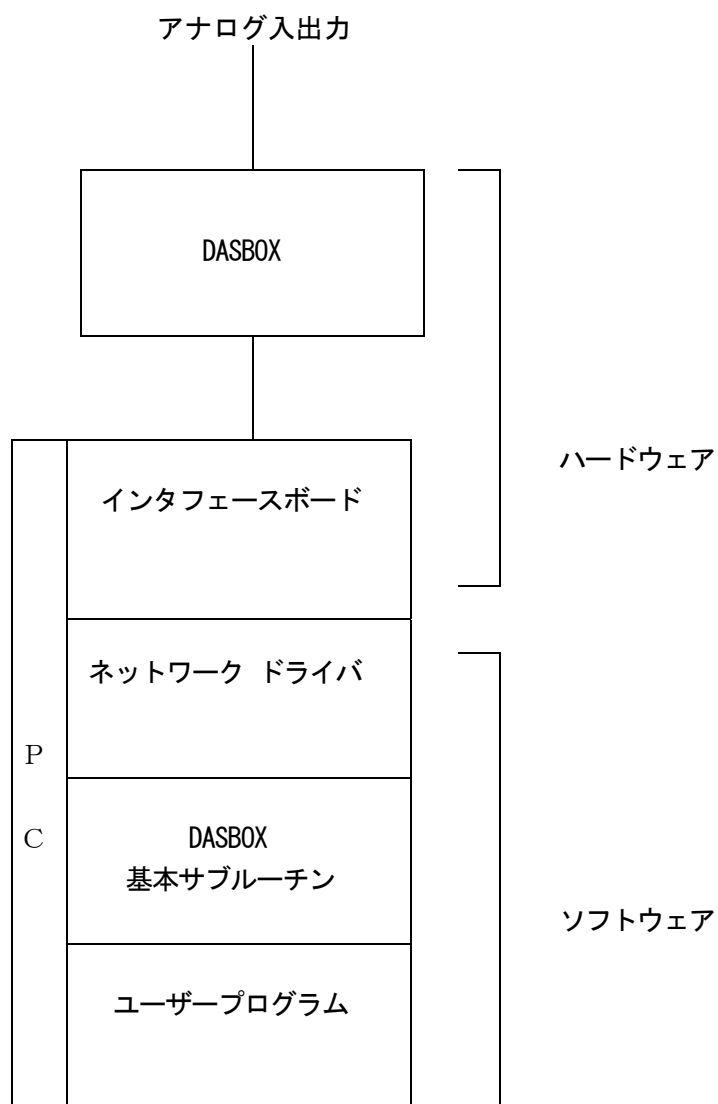 アナログ入出力
DASBOX
ハードウェア
インタフェースボード
ネットワーク ドライバ
P
C
DASBOX
基本サブルーチン
ソフトウェア
ユーザープログラム